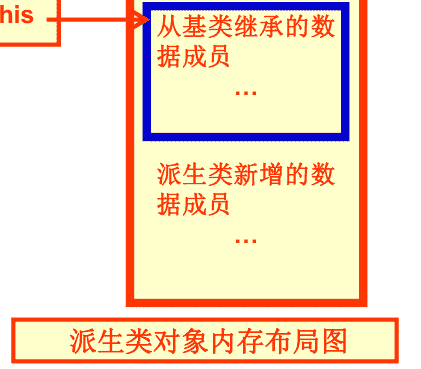 his
从基类继承的数
据成员
…
派生类新增的数
据成员
…
派生类对象内存布局图